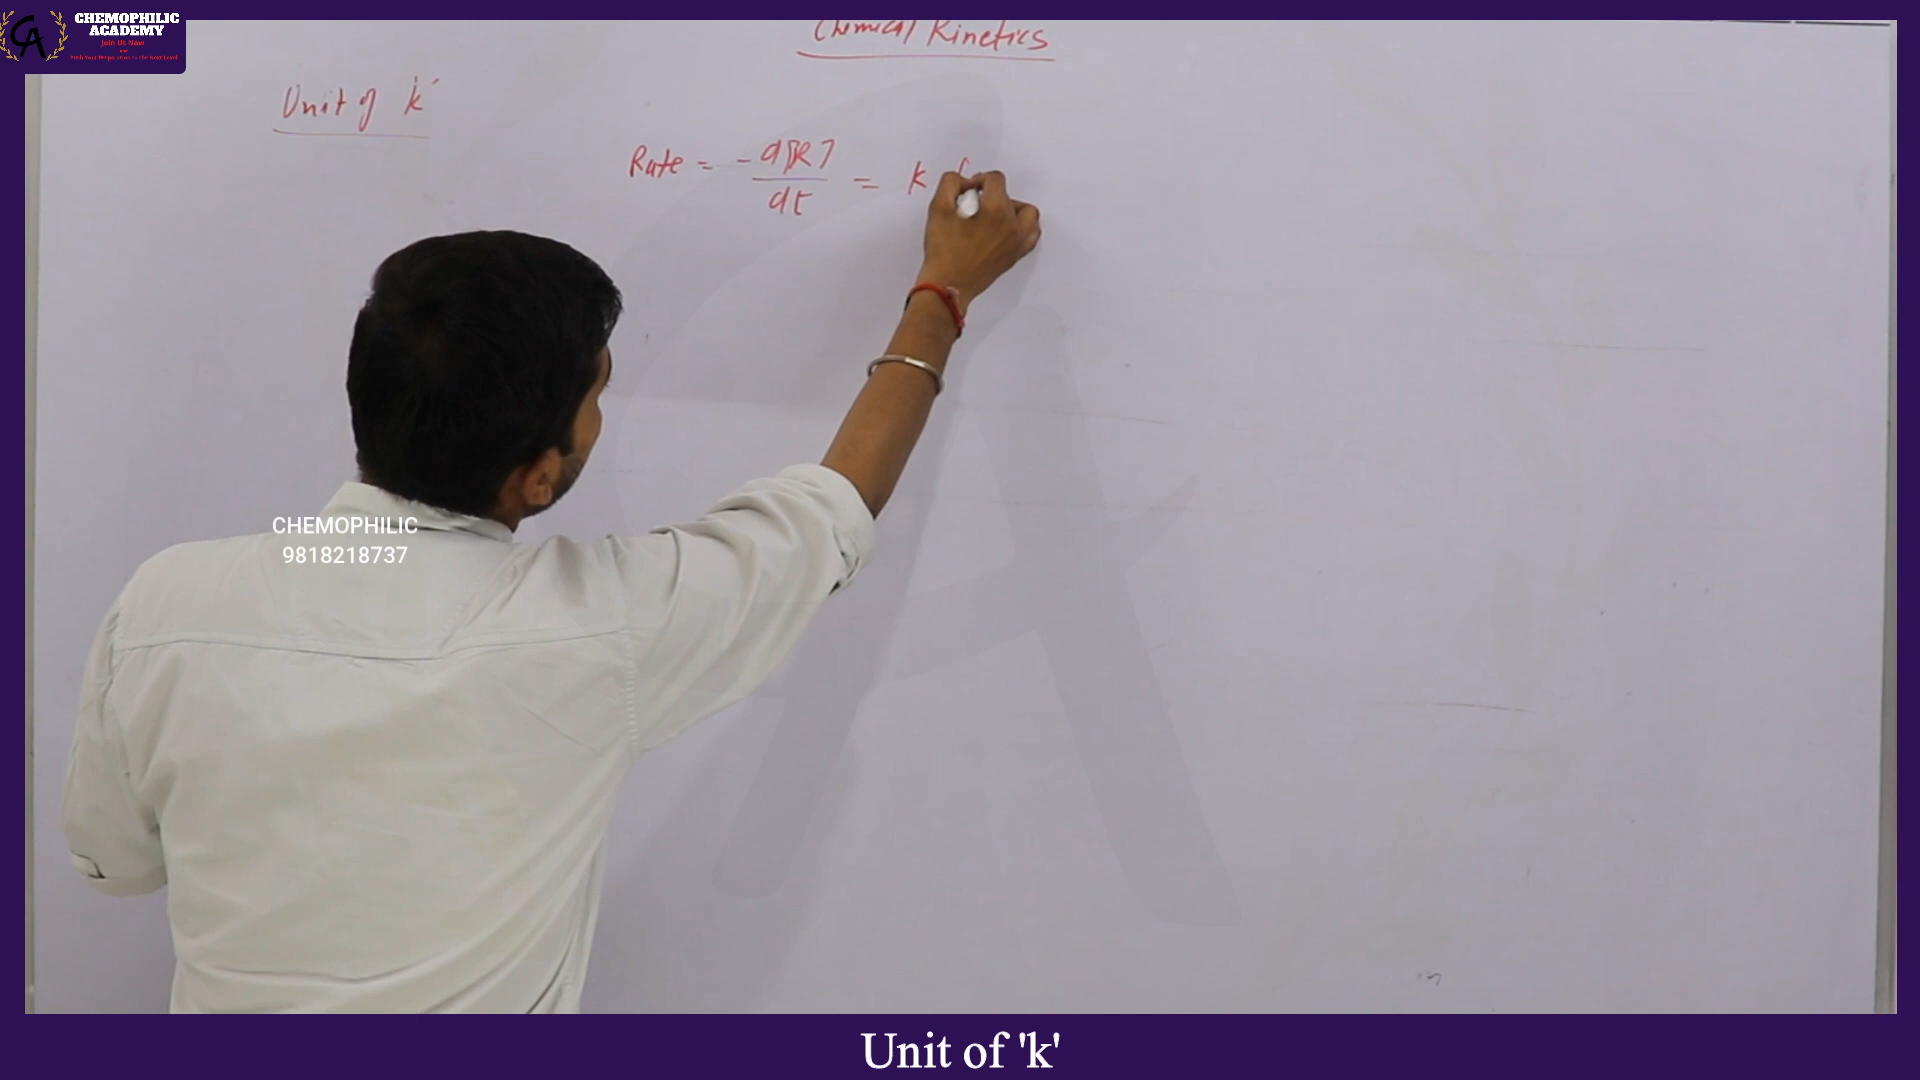 CHEMOPHILIC
ACADEMY
Join Us Now
Chemical Kinetics
Unit of 'k'
Rate = - d[R] / dt = k [
CHEMOPHILIC
9818218737
Unit of 'k'